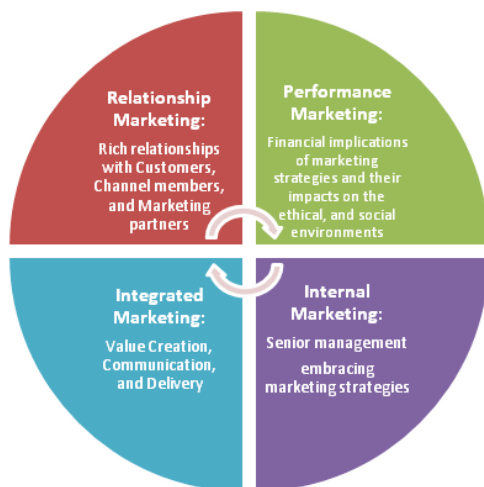 Relationship
Marketing:
Rich relationships
with Customers,
Channel members,
and Marketing
partners
Performance
Marketing:
Financial implications
of marketing
strategies and their
impacts on the
ethical, and social
environments
Integrated
Marketing:
Value Creation,
Communication,
and Delivery
Internal
Marketing:
Senior management
embracing
marketing strategies